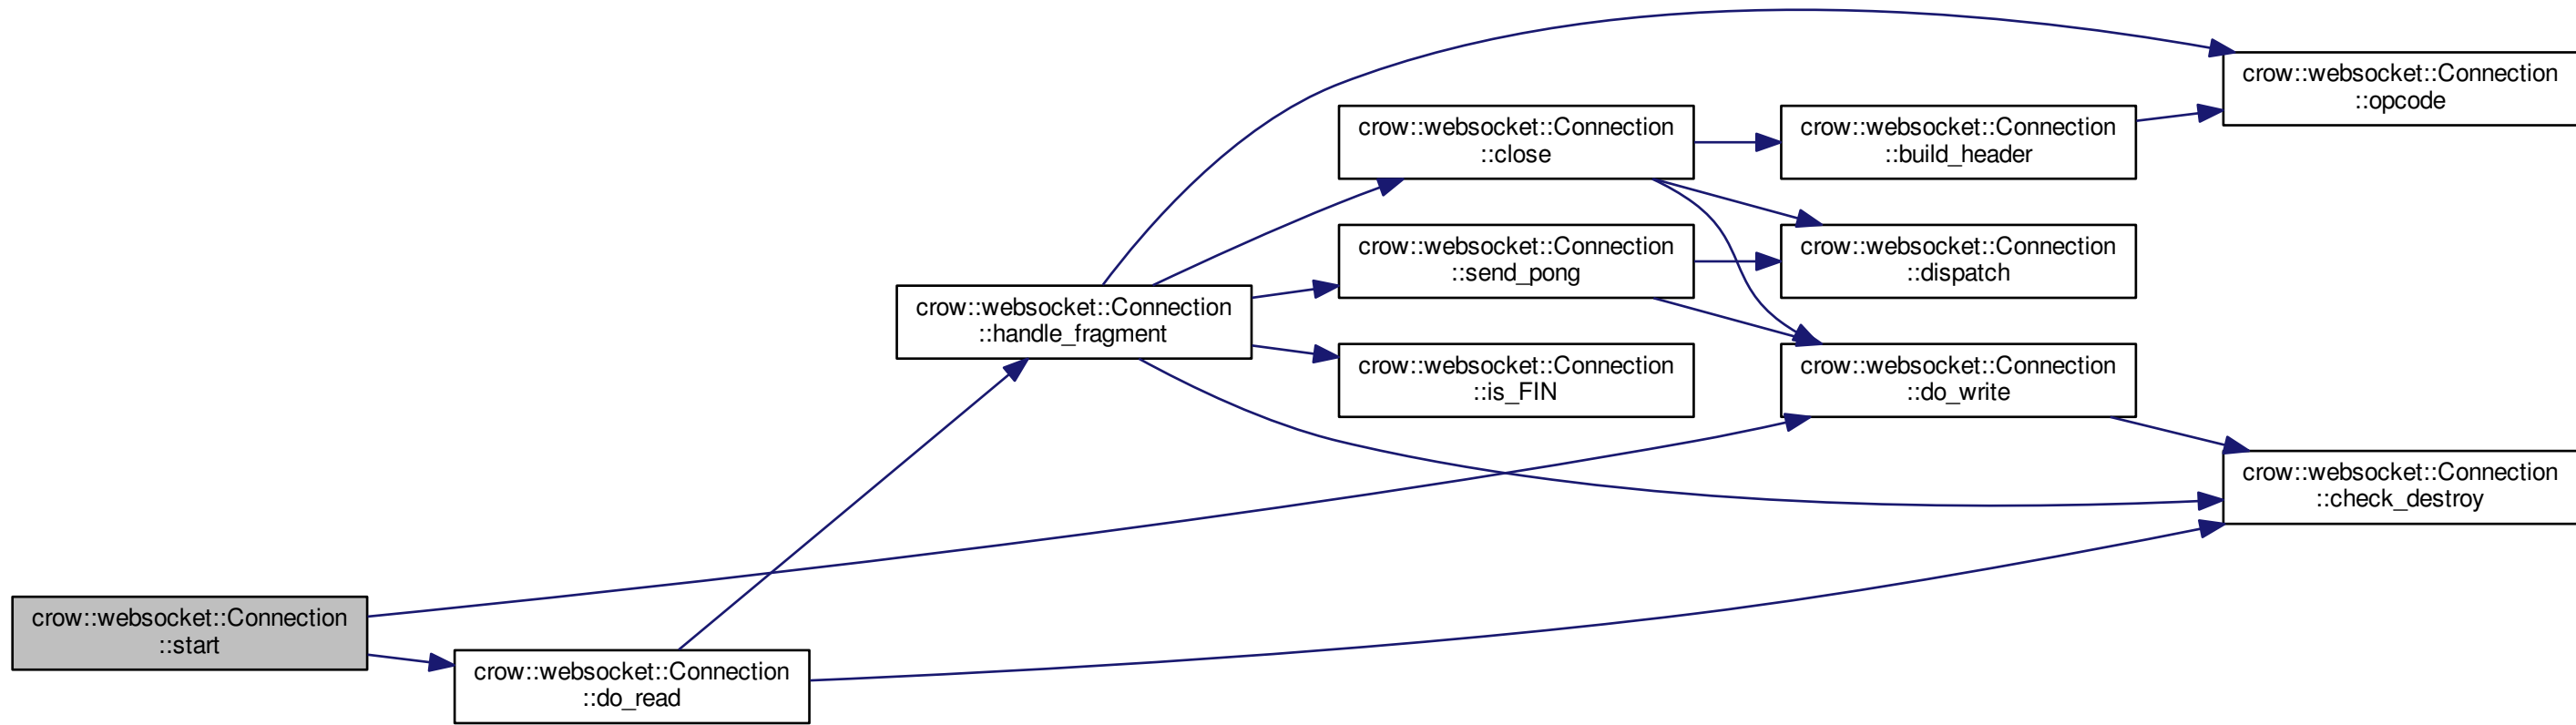 crow::websocket::Connection
::opcode
crow::websocket::Connection
::close
crow::websocket::Connection
::build_header
crow::websocket::Connection
::send_pong
crow::websocket::Connection
::dispatch
crow::websocket::Connection
::handle_fragment
crow::websocket::Connection
::is_FIN
crow::websocket::Connection
::do_write
crow::websocket::Connection
::check_destroy
crow::websocket::Connection
::start
crow::websocket::Connection
::do_read